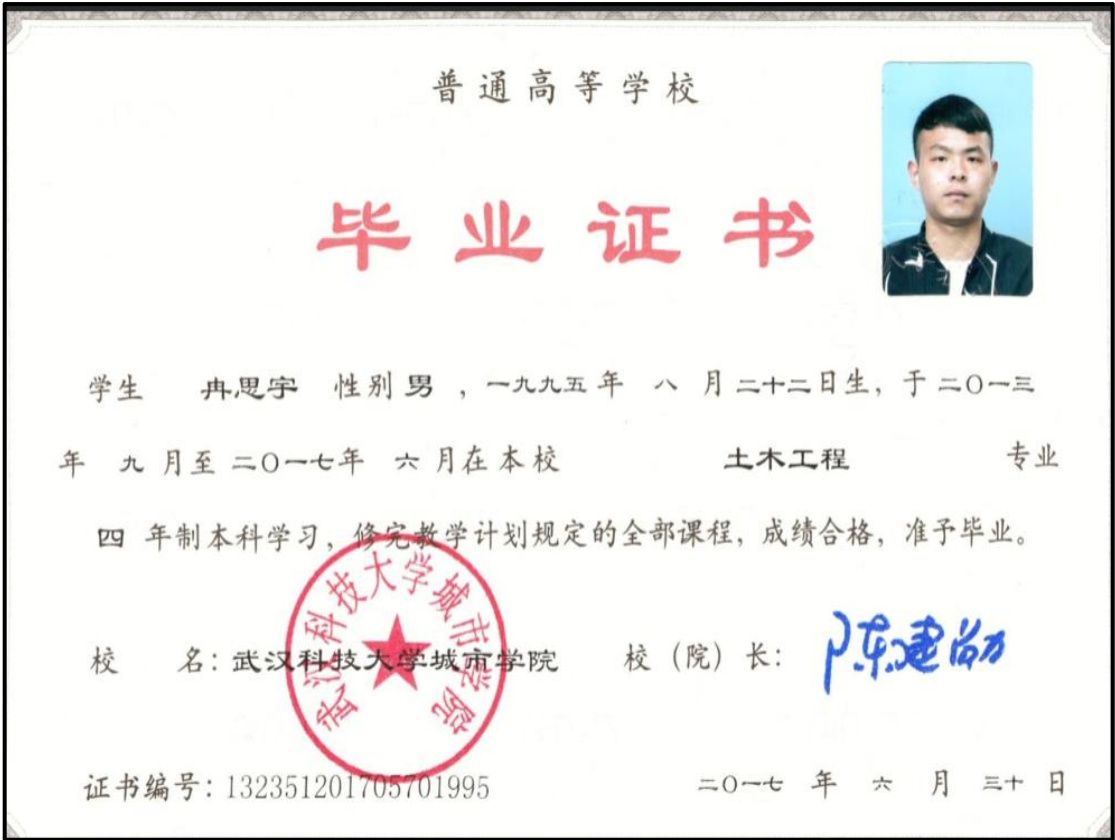 普通高等学校
毕业证书
学生 冉思宇 性别 男 ，一九九五 年 八 月 二十二 日生，于 二〇一三
年 九 月至 二〇一七 年 六 月在本校 土木工程 专业
四 年制本科学习，修完教学计划规定的全部课程，成绩合格，准予毕业。
校 名：武汉科技大学城市学院 校（院）长：陈建勋
武汉科技大学城市学院
证书编号：132351201705701995 二〇一七 年 六 月 三十 日